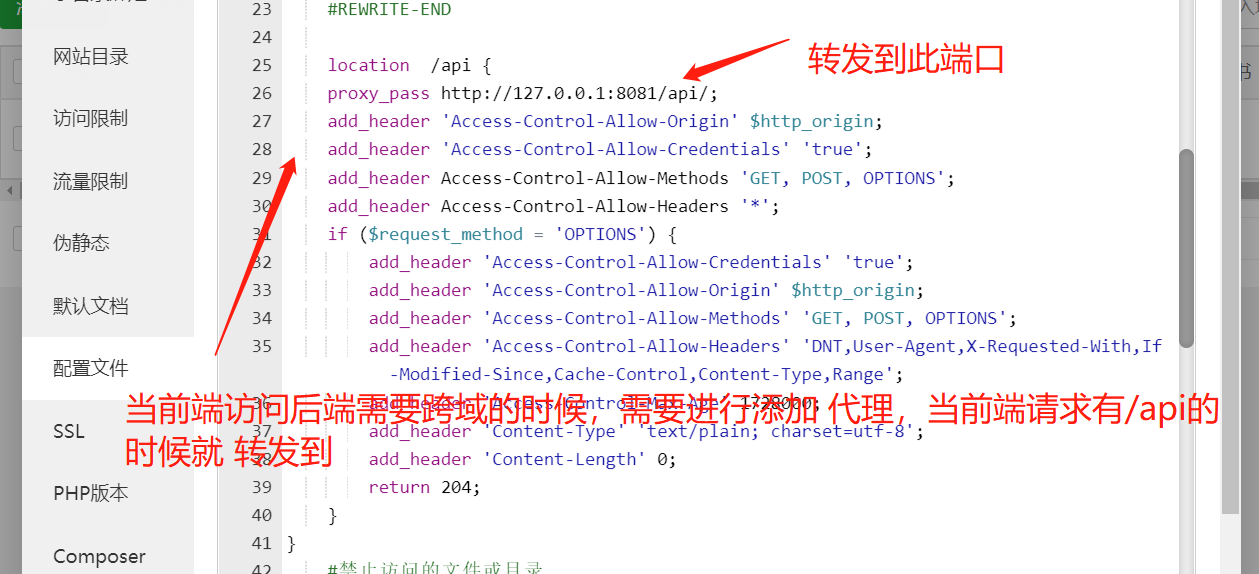 网站目录
访问限制
流量限制
伪静态
默认文档
配置文件
SSL
PHP版本
Composer
23 #REWRITE-END
24
25 location  /api {
26 proxy_pass http://127.0.0.1:8081/api/;
27 add_header 'Access-Control-Allow-Origin' $http_origin;
28 add_header 'Access-Control-Allow-Credentials' 'true';
29 add_header Access-Control-Allow-Methods 'GET, POST, OPTIONS';
30 add_header Access-Control-Allow-Headers '*';
31 if ($request_method = 'OPTIONS') {
32 add_header 'Access-Control-Allow-Credentials' 'true';
33 add_header 'Access-Control-Allow-Origin' $http_origin;
34 add_header 'Access-Control-Allow-Methods' 'GET, POST, OPTIONS';
35 add_header 'Access-Control-Allow-Headers' 'DNT,User-Agent,X-Requested-With,If
-Modified-Since,Cache-Control,Content-Type,Range';
36 add_header 'Access-Control-Max-Age' 1728000;
37 add_header 'Content-Type' 'text/plain; charset=utf-8';
38 add_header 'Content-Length' 0;
39 return 204;
40 }
41 }
42 #禁止访问的文件或目录
转发到此端口
当前端访问后端需要跨域的时候，需要进行添加 代理，当前端请求有/api的
时候就 转发到